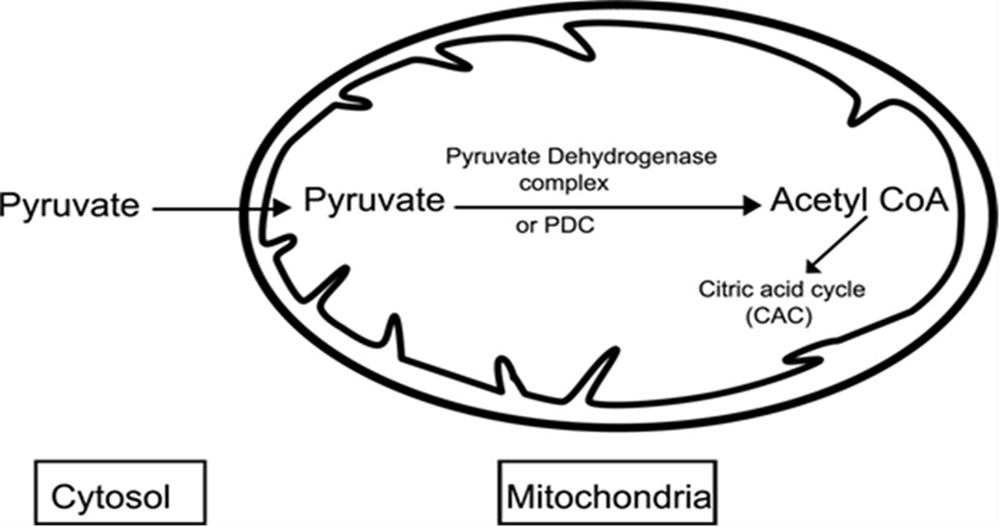 Pyruvate Dehydrogenase
complex
Pyruvate
Pyruvate
Acetyl CoA
or PDC
Citric acid cycle
(CAC)
Cytosol
Mitochondria